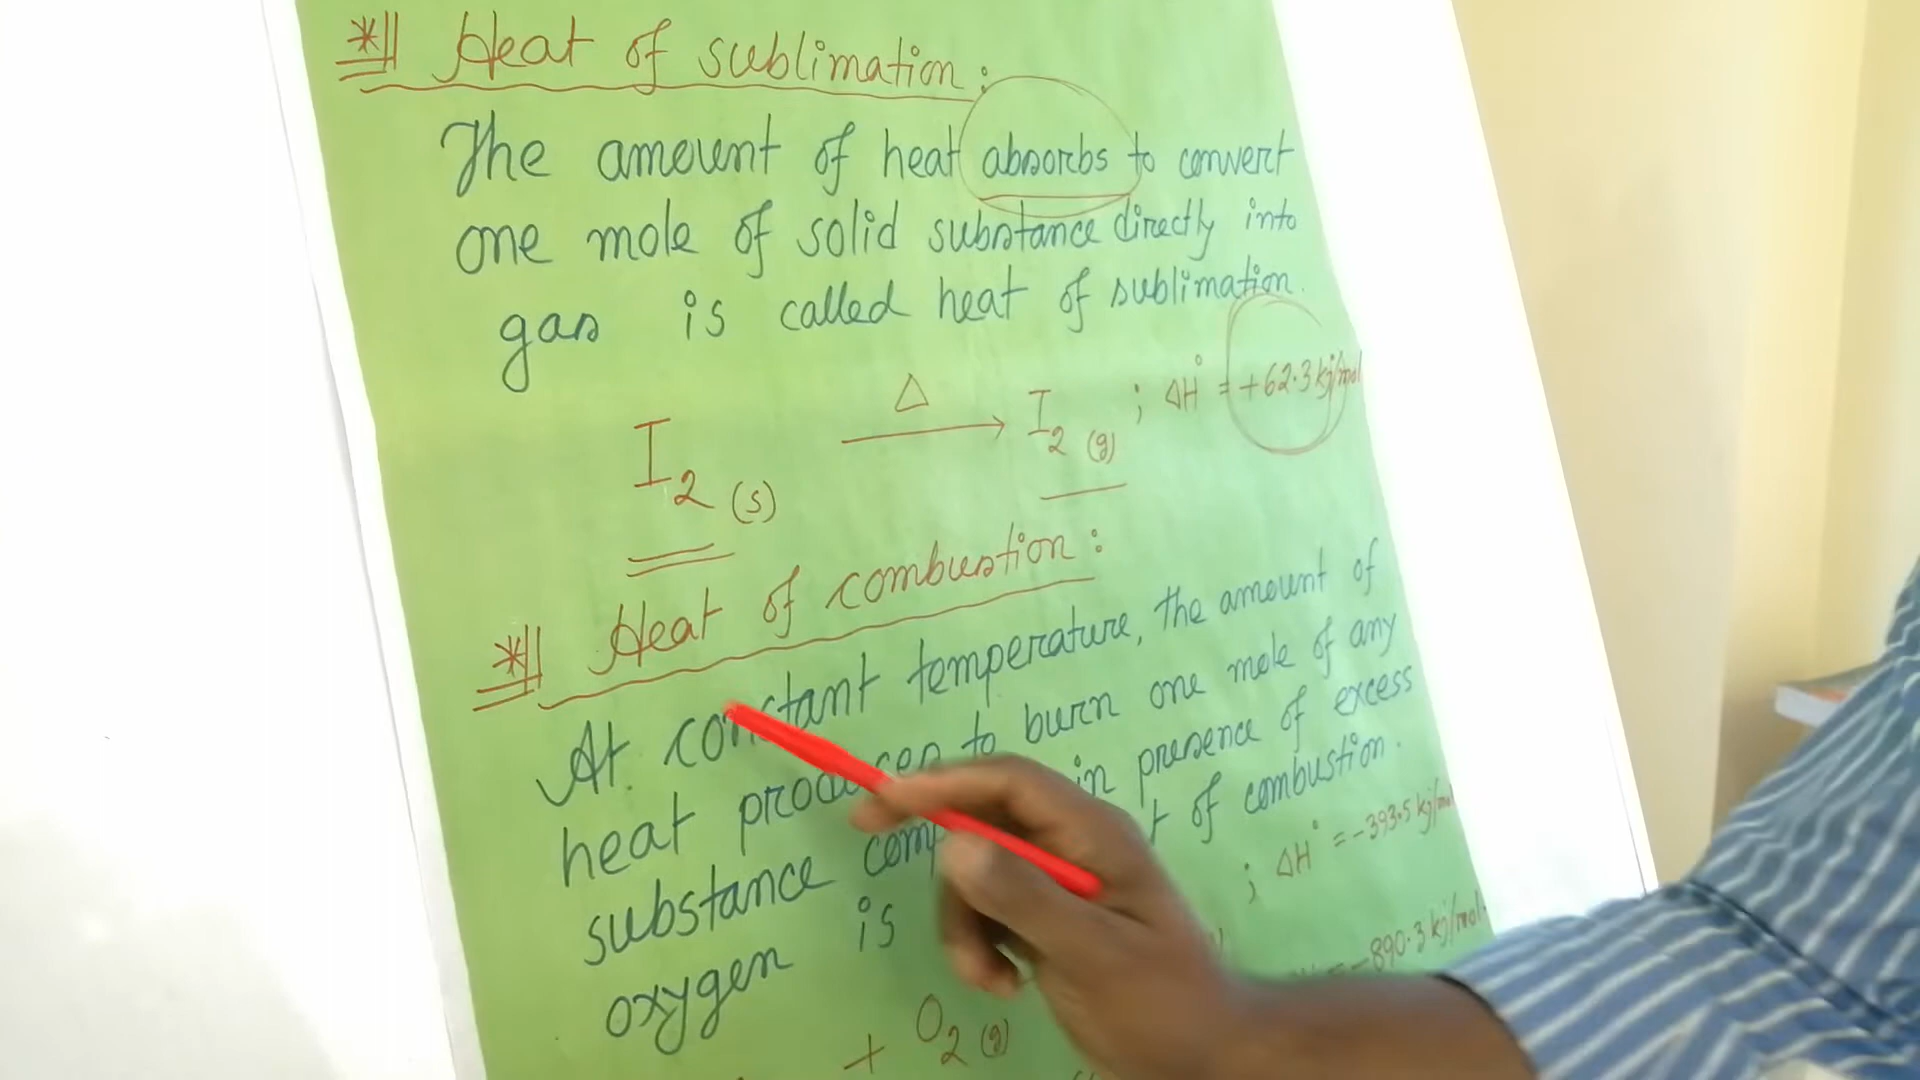 *|| Heat of sublimation:
The amount of heat absorbs to convert
one mole of solid substance directly into
gas is called heat of sublimation.
I2 (s) Δ → I2 (g) ; ΔH° = +62.3 kj/mol
*|| Heat of combustion:
At constant temperature, the amount of
heat produces to burn one mole of any
substance in presence of excess
oxygen is of combustion.
+ O2 (g) ; ΔH° = -393.5 kj/mol
= -890.3 kj/mol